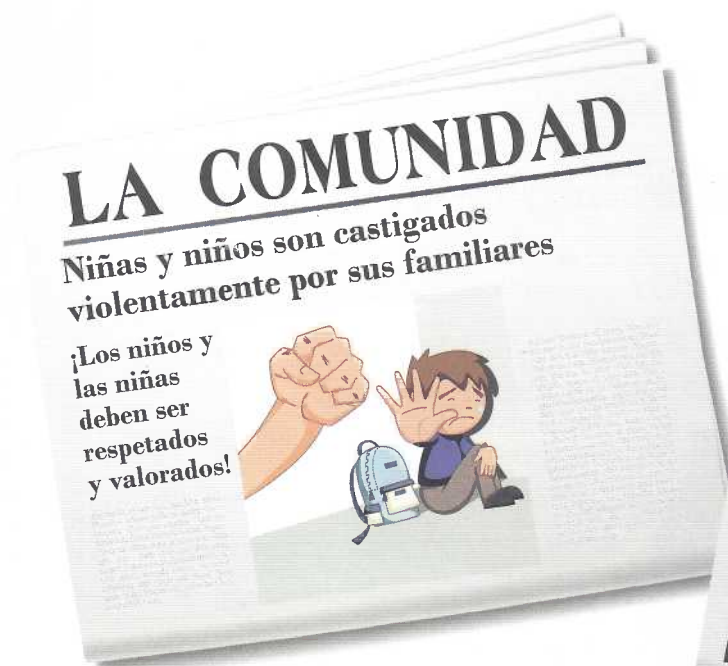 LA COMUNIDAD
Niñas y niños son castigados
violentamente por sus familiares
¡Los niños y
las niñas
deben ser
respetados
y valorados!